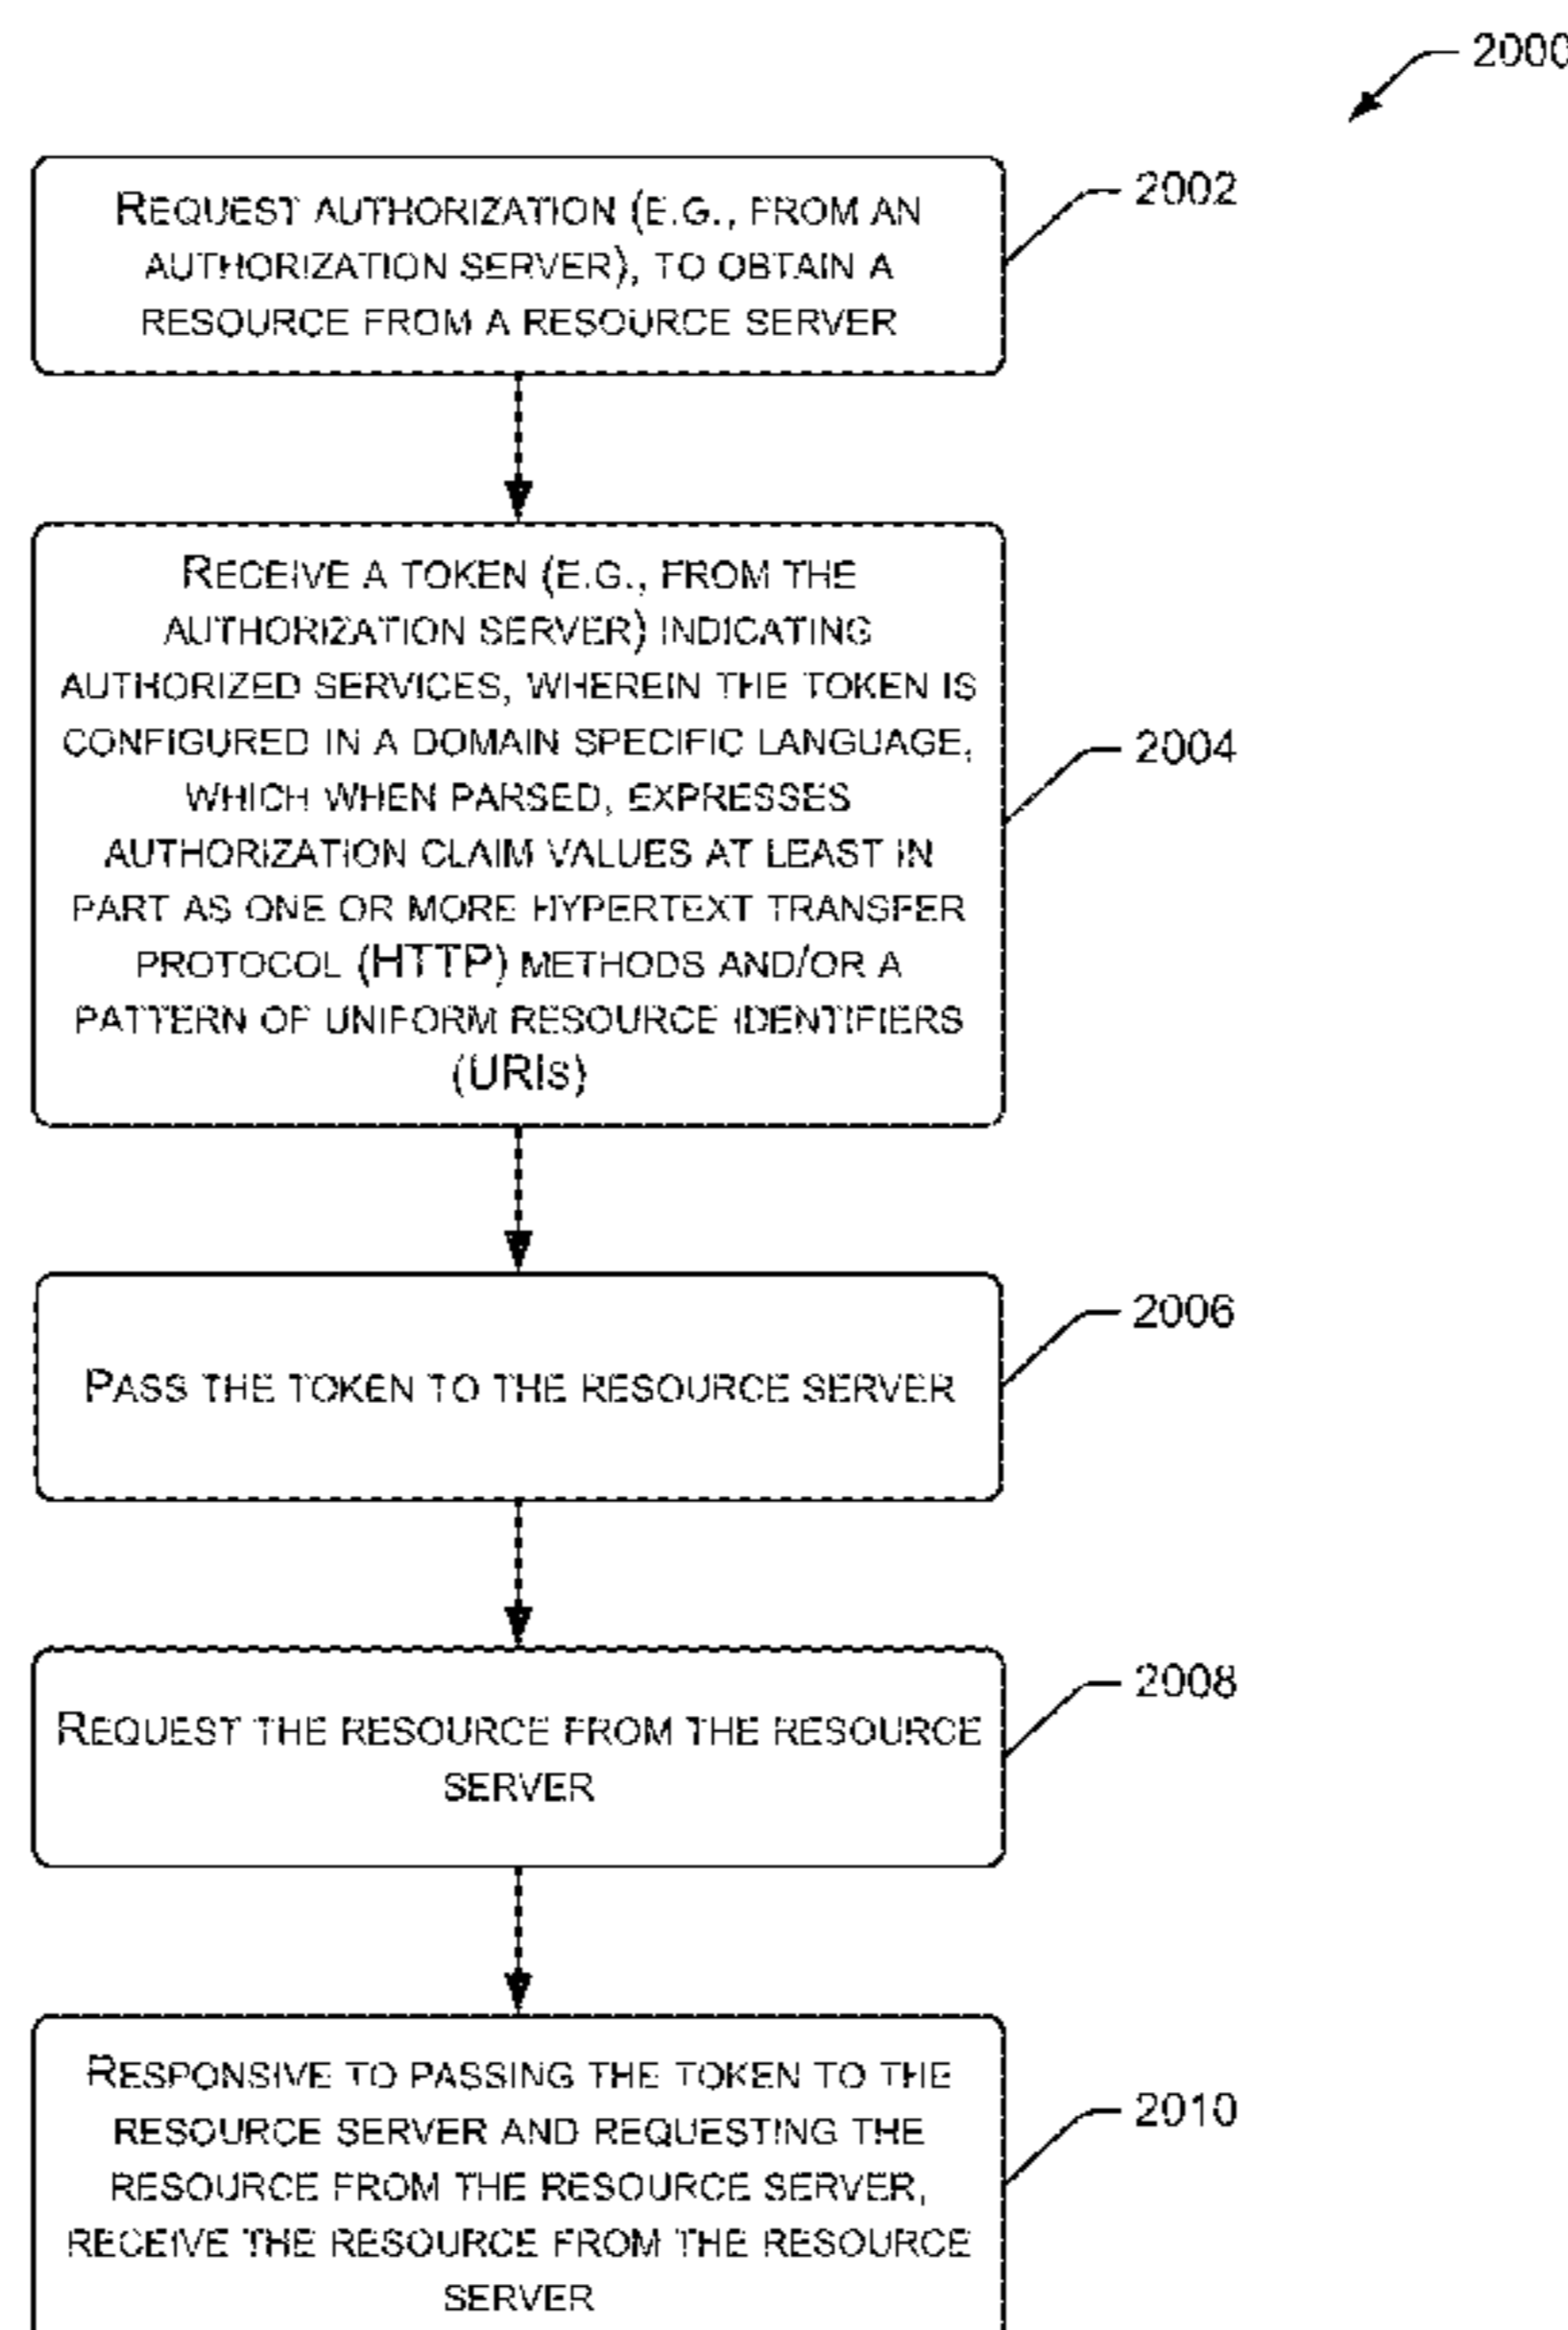 2000
2002
REQUEST AUTHORIZATION (E.G., FROM AN
AUTHORIZATION SERVER), TO OBTAIN A
RESOURCE FROM A RESOURCE SERVER
RECEIVE A TOKEN (E.G., FROM THE
AUTHORIZATION SERVER) INDICATING
AUTHORIZED SERVICES, WHEREIN THE TOKEN IS
CONFIGURED IN A DOMAIN SPECIFIC LANGUAGE,
2004
WHICH WHEN PARSED, EXPRESSES
AUTHORIZATION CLAIM VALUES AT LEAST IN
PART AS ONE OR MORE HYPERTEXT TRANSFER
PROTOCOL (HTTP) METHODS AND/OR A
PATTERN OF UNIFORM RESOURCE IDENTIFIERS
(URIS)
2006
PASS THE TOKEN TO THE RESOURCE SERVER
2008
REQUEST THE RESOURCE FROM THE RESOURCE
SERVER
RESPONSIVE TO PASSING THE TOKEN TO THE
2010
RESOURCE SERVER AND REQUESTING THE
RESOURCE FROM THE RESOURCE SERVER,
RECEIVE THE RESOURCE FROM THE RESOURCE
SERVER